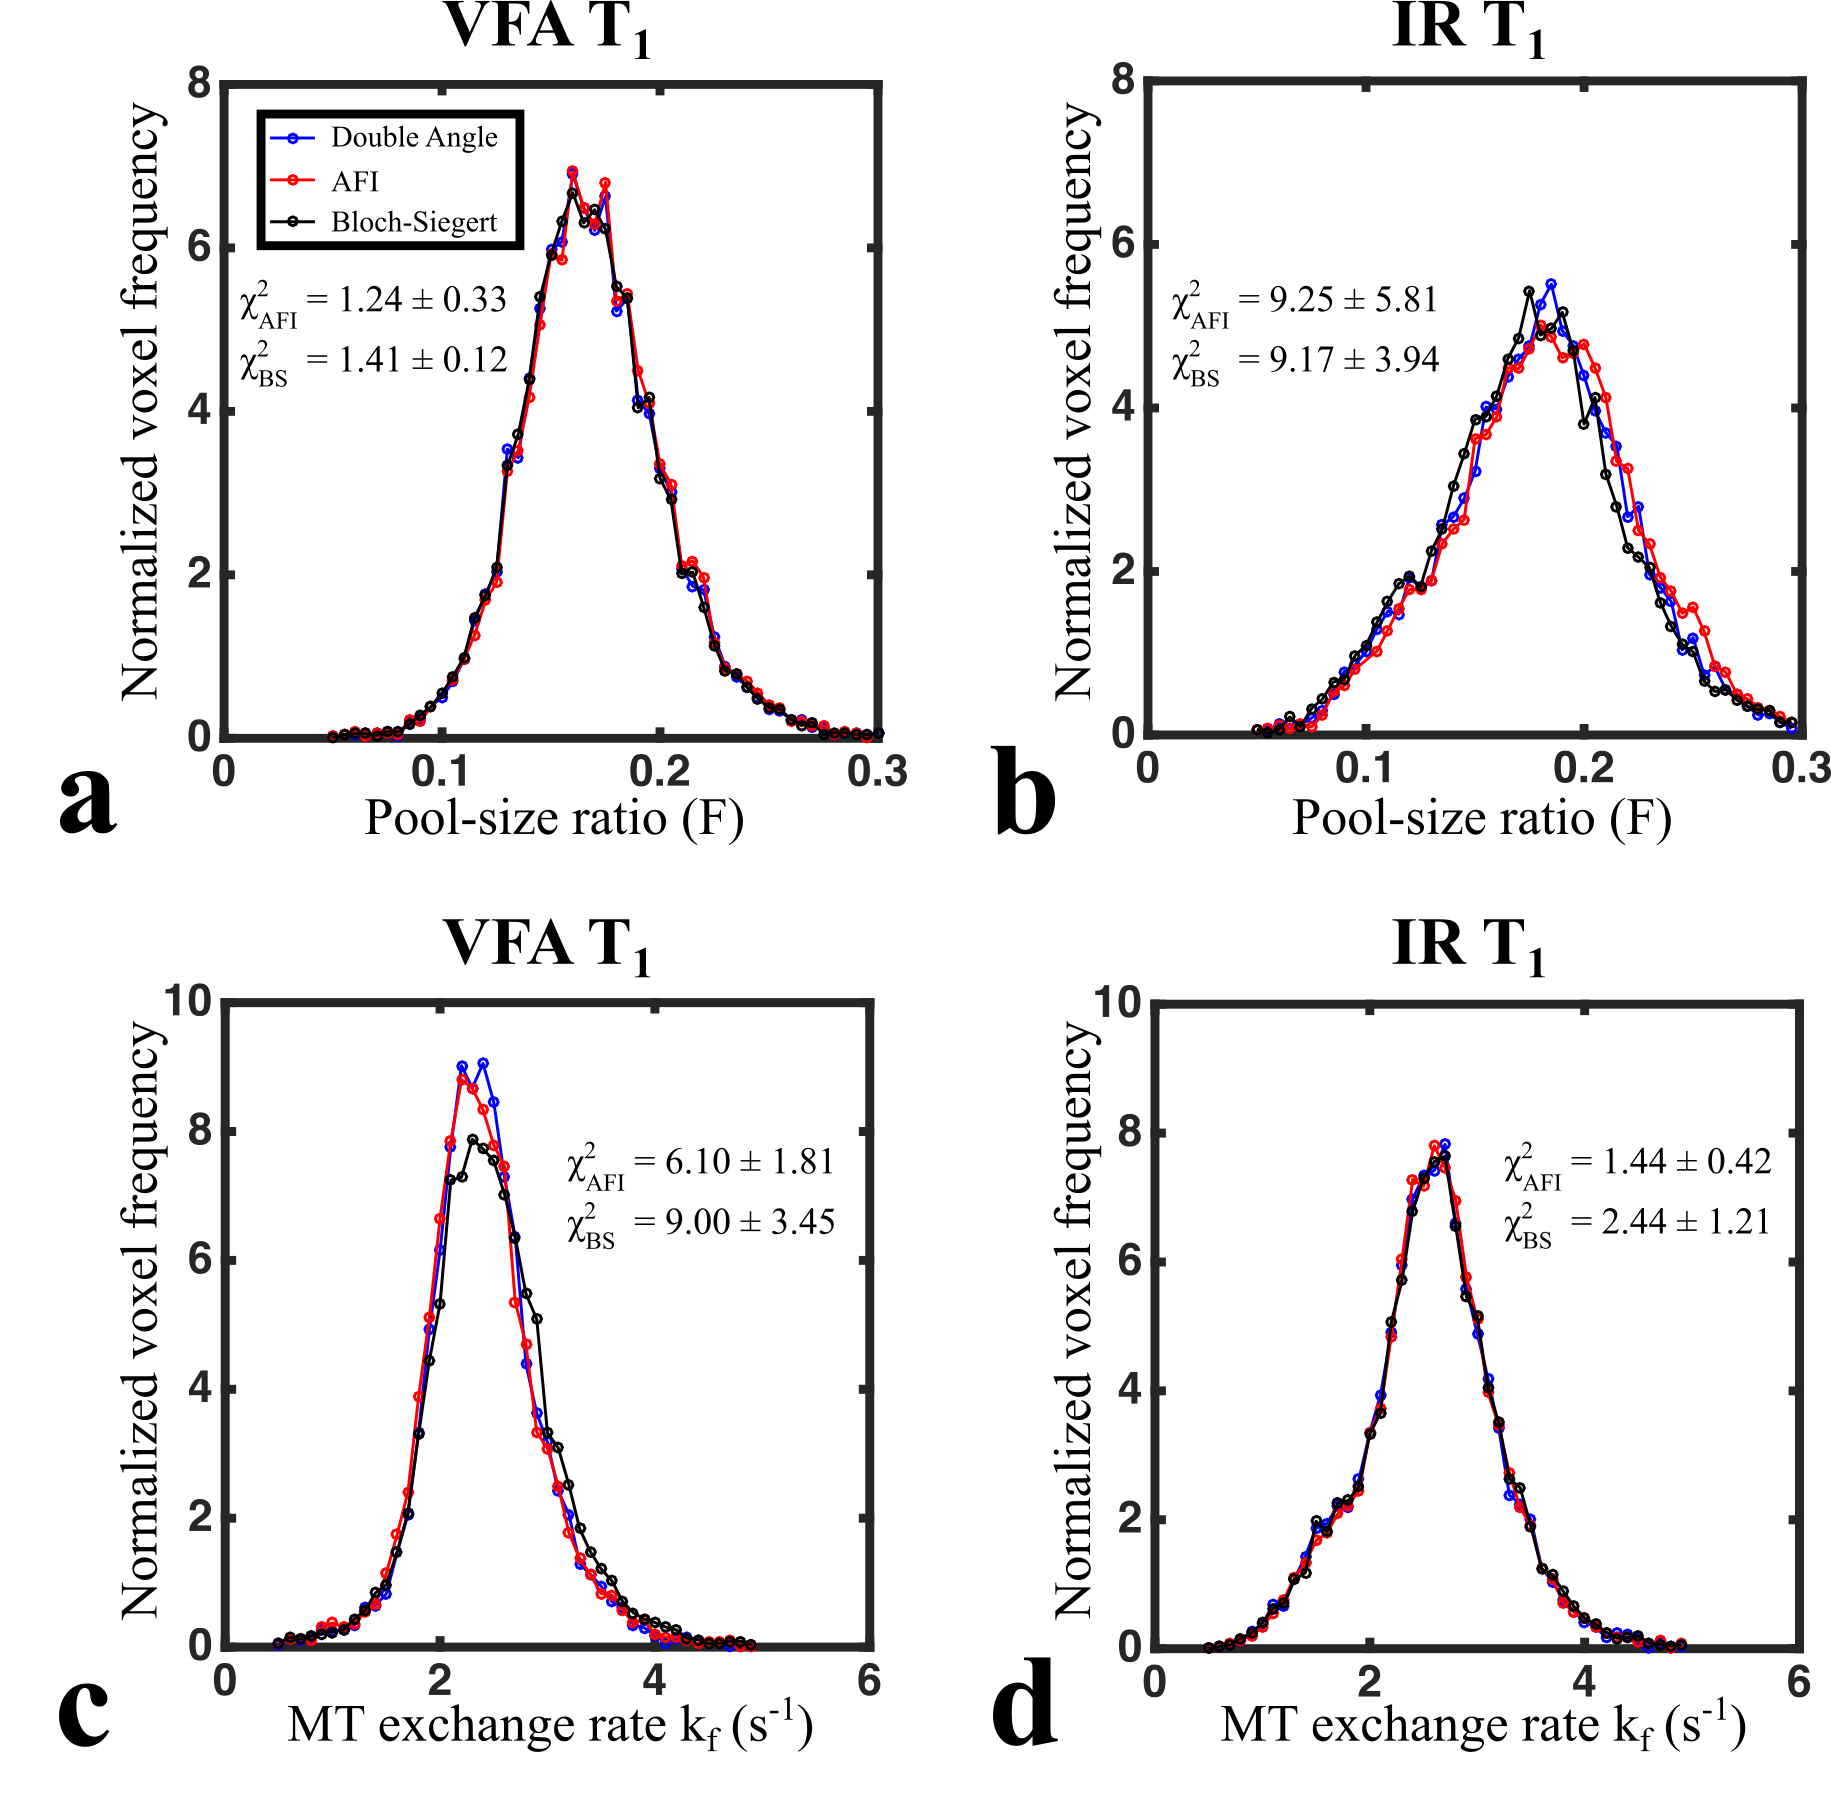 VFA T1
Normalized voxel frequency
8
6
4
2
0
Double Angle
AFI
Bloch-Siegert
χ²AFI = 1.24 ± 0.33
χ²BS = 1.41 ± 0.12
0 0.1 0.2 0.3
Pool-size ratio (F)
a
IR T1
Normalized voxel frequency
8
6
4
2
0
χ²AFI = 9.25 ± 5.81
χ²BS = 9.17 ± 3.94
0 0.1 0.2 0.3
Pool-size ratio (F)
b
VFA T1
Normalized voxel frequency
10
8
6
4
2
0
χ²AFI = 6.10 ± 1.81
χ²BS = 9.00 ± 3.45
0 2 4 6
MT exchange rate kf (s-1)
c
IR T1
Normalized voxel frequency
10
8
6
4
2
0
χ²AFI = 1.44 ± 0.42
χ²BS = 2.44 ± 1.21
0 2 4 6
MT exchange rate kf (s-1)
d